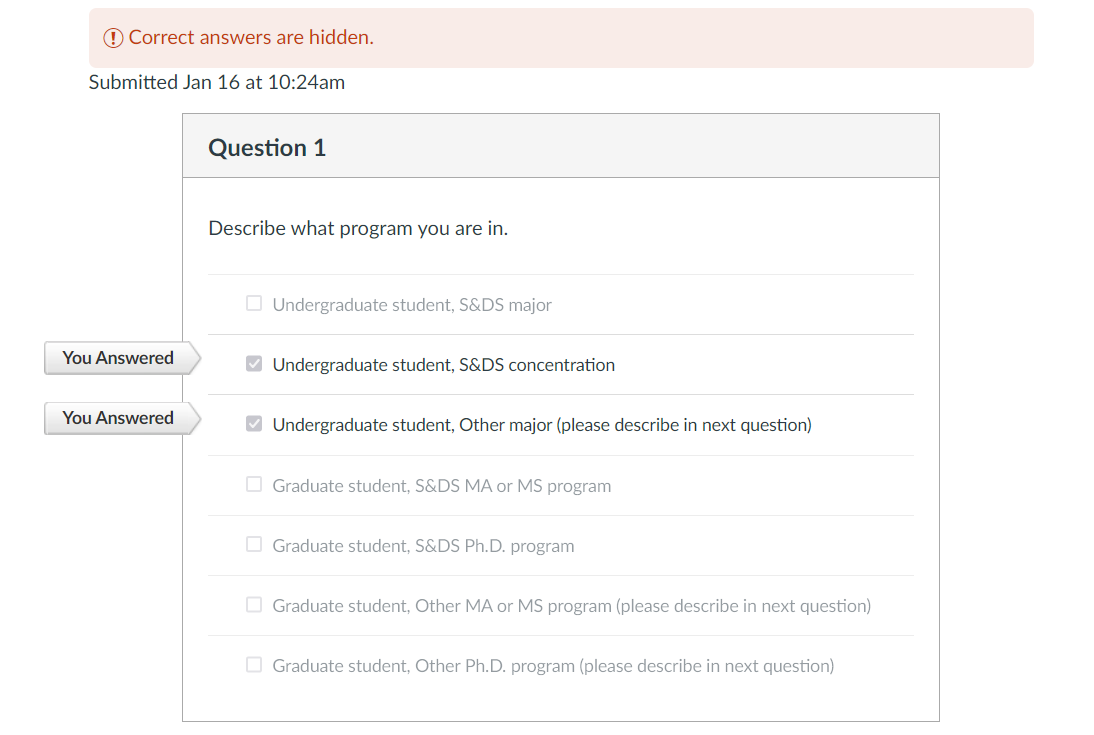 Correct answers are hidden.
Submitted Jan 16 at 10:24am
Question 1
Describe what program you are in.
Undergraduate student, S&DS major
You Answered
Undergraduate student, S&DS concentration
You Answered
Undergraduate student, Other major (please describe in next question)
Graduate student, S&DS MA or MS program
Graduate student, S&DS Ph.D. program
Graduate student, Other MA or MS program (please describe in next question)
Graduate student, Other Ph.D. program (please describe in next question)